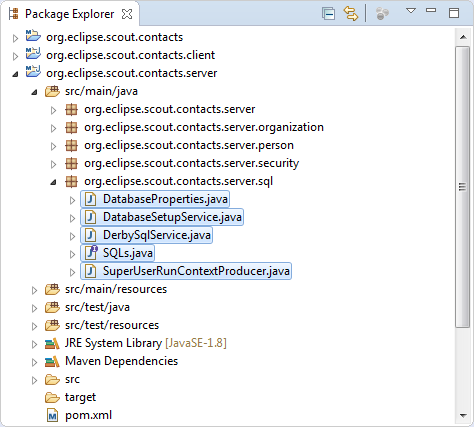 Package Explorer
org.eclipse.scout.contacts
org.eclipse.scout.contacts.client
org.eclipse.scout.contacts.server
src/main/java
org.eclipse.scout.contacts.server
org.eclipse.scout.contacts.server.organization
org.eclipse.scout.contacts.server.person
org.eclipse.scout.contacts.server.security
org.eclipse.scout.contacts.server.sql
DatabaseProperties.java
DatabaseSetupService.java
DerbySqlService.java
SQLs.java
SuperUserRunContextProducer.java
src/main/resources
src/test/java
src/test/resources
JRE System Library [JavaSE-1.8]
Maven Dependencies
src
target
pom.xml